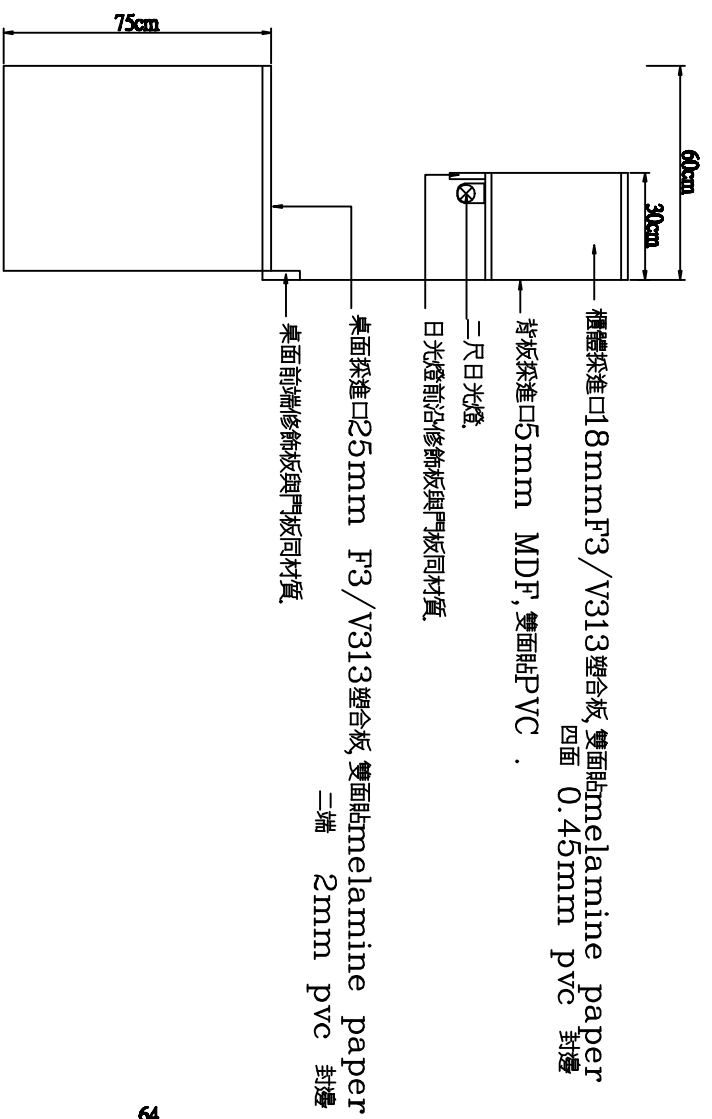 60cm
30cm
櫃體採進口18mmF3/V313塑合板,雙面貼melamine paper
四面 0.45mm pvc 封邊
背板採進口5mm MDF,雙面貼PVC .
二尺日光燈.
日光燈前沿修飾板與門板同材質.
桌面採進口25mm F3/V313塑合板,雙面貼melamine paper
二端 2mm pvc 封邊
桌面前端修飾板與門板同材質.
75cm
64